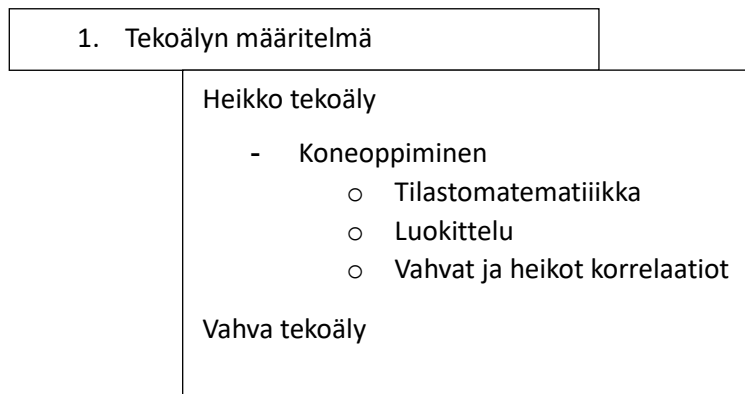 1. Tekoälyn määritelmä
Heikko tekoäly
- Koneoppiminen
o Tilastomatematiiikka
o Luokittelu
o Vahvat ja heikot korrelaatiot
Vahva tekoäly